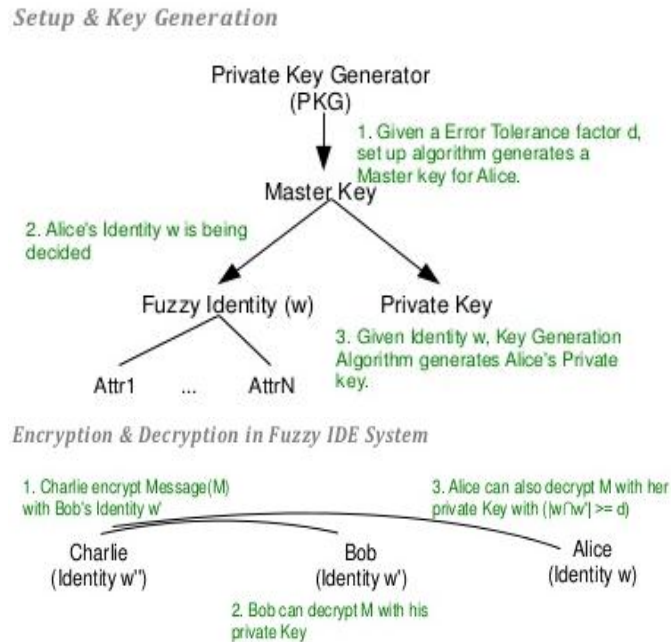 Setup & Key Generation
Private Key Generator
(PKG)
1. Given a Error Tolerance factor d,
set up algorithm generates a
Master key for Alice.
Master Key
2. Alice's Identity w is being
decided
Fuzzy Identity (w)
Private Key
3. Given Identity w, Key Generation
Algorithm generates Alice's Private
key.
Attr1 ... AttrN
Encryption & Decryption in Fuzzy IDE System
1. Charlie encrypt Message(M)
with Bob's Identity w'
3. Alice can also decrypt M with her
private Key with (|w∩w'| >= d)
Charlie
(Identity w'')
Bob
(Identity w')
Alice
(Identity w)
2. Bob can decrypt M with his
private Key